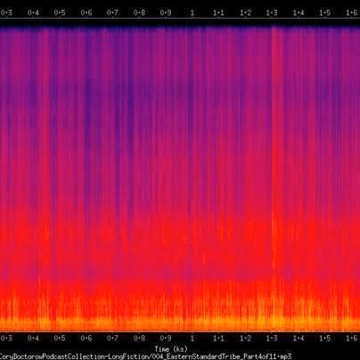 0·3 0·4 0·5 0·6 0·7 0·8 0·9 1 1·1 1·2 1·3 1·4 1·5 1·6
0·3 0·4 0·5 0·6 0·7 0·8 0·9 1 1·1 1·2 1·3 1·4 1·5 1·6
Time (ks)
CoryDoctorowPodcastCollection-LongFiction/004_EasternStandardTribe_Part4of11·mp3